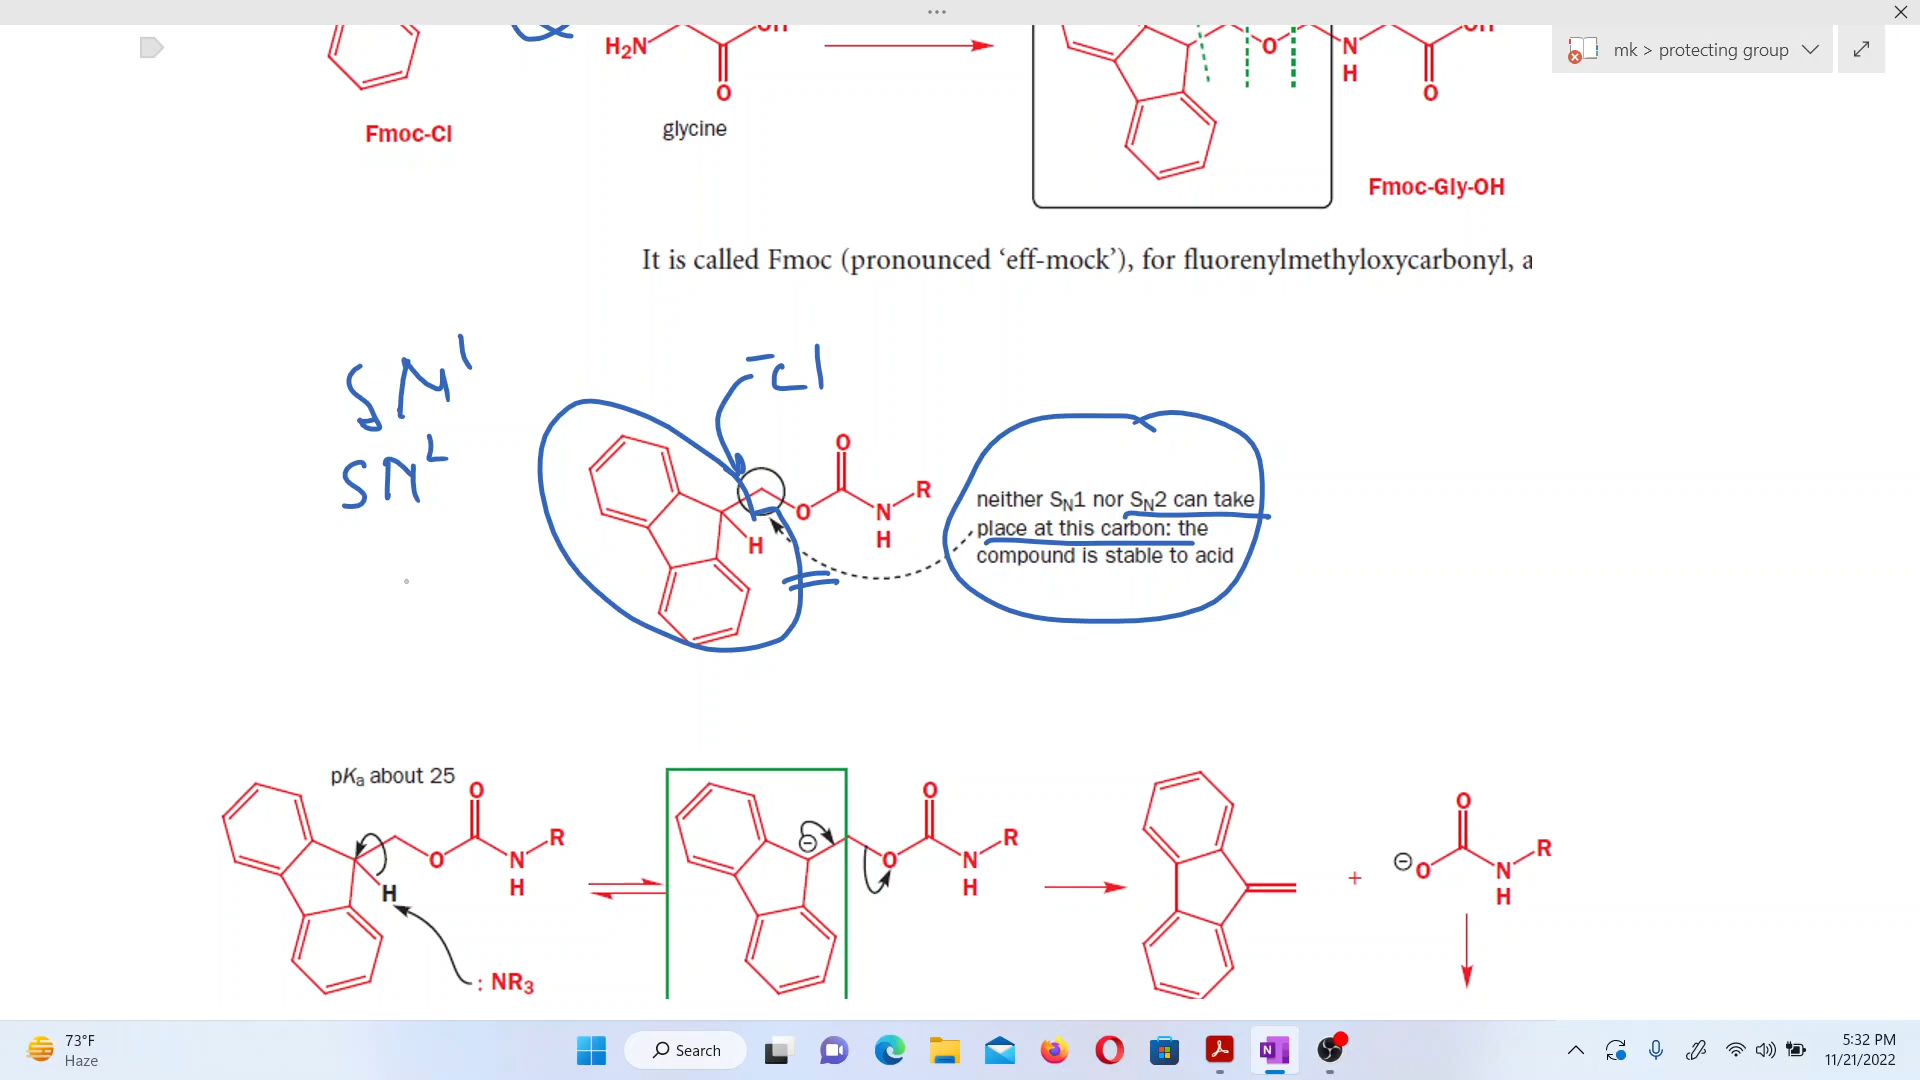 mk > protecting group
H2N
OH
O
O
N
H
OH
O
Fmoc-Cl
glycine
Fmoc-Gly-OH
It is called Fmoc (pronounced ‘eff-mock’), for fluorenylmethyloxycarbonyl, a
SN1
SN2
-Cl
O
O
N
H
R
H
neither SN1 nor SN2 can take
place at this carbon: the
compound is stable to acid
pKa about 25
O
O
N
H
R
H
: NR3
O
O
N
H
R
+
O
O
N
H
R
73°F
Haze
Search
5:32 PM
11/21/2022